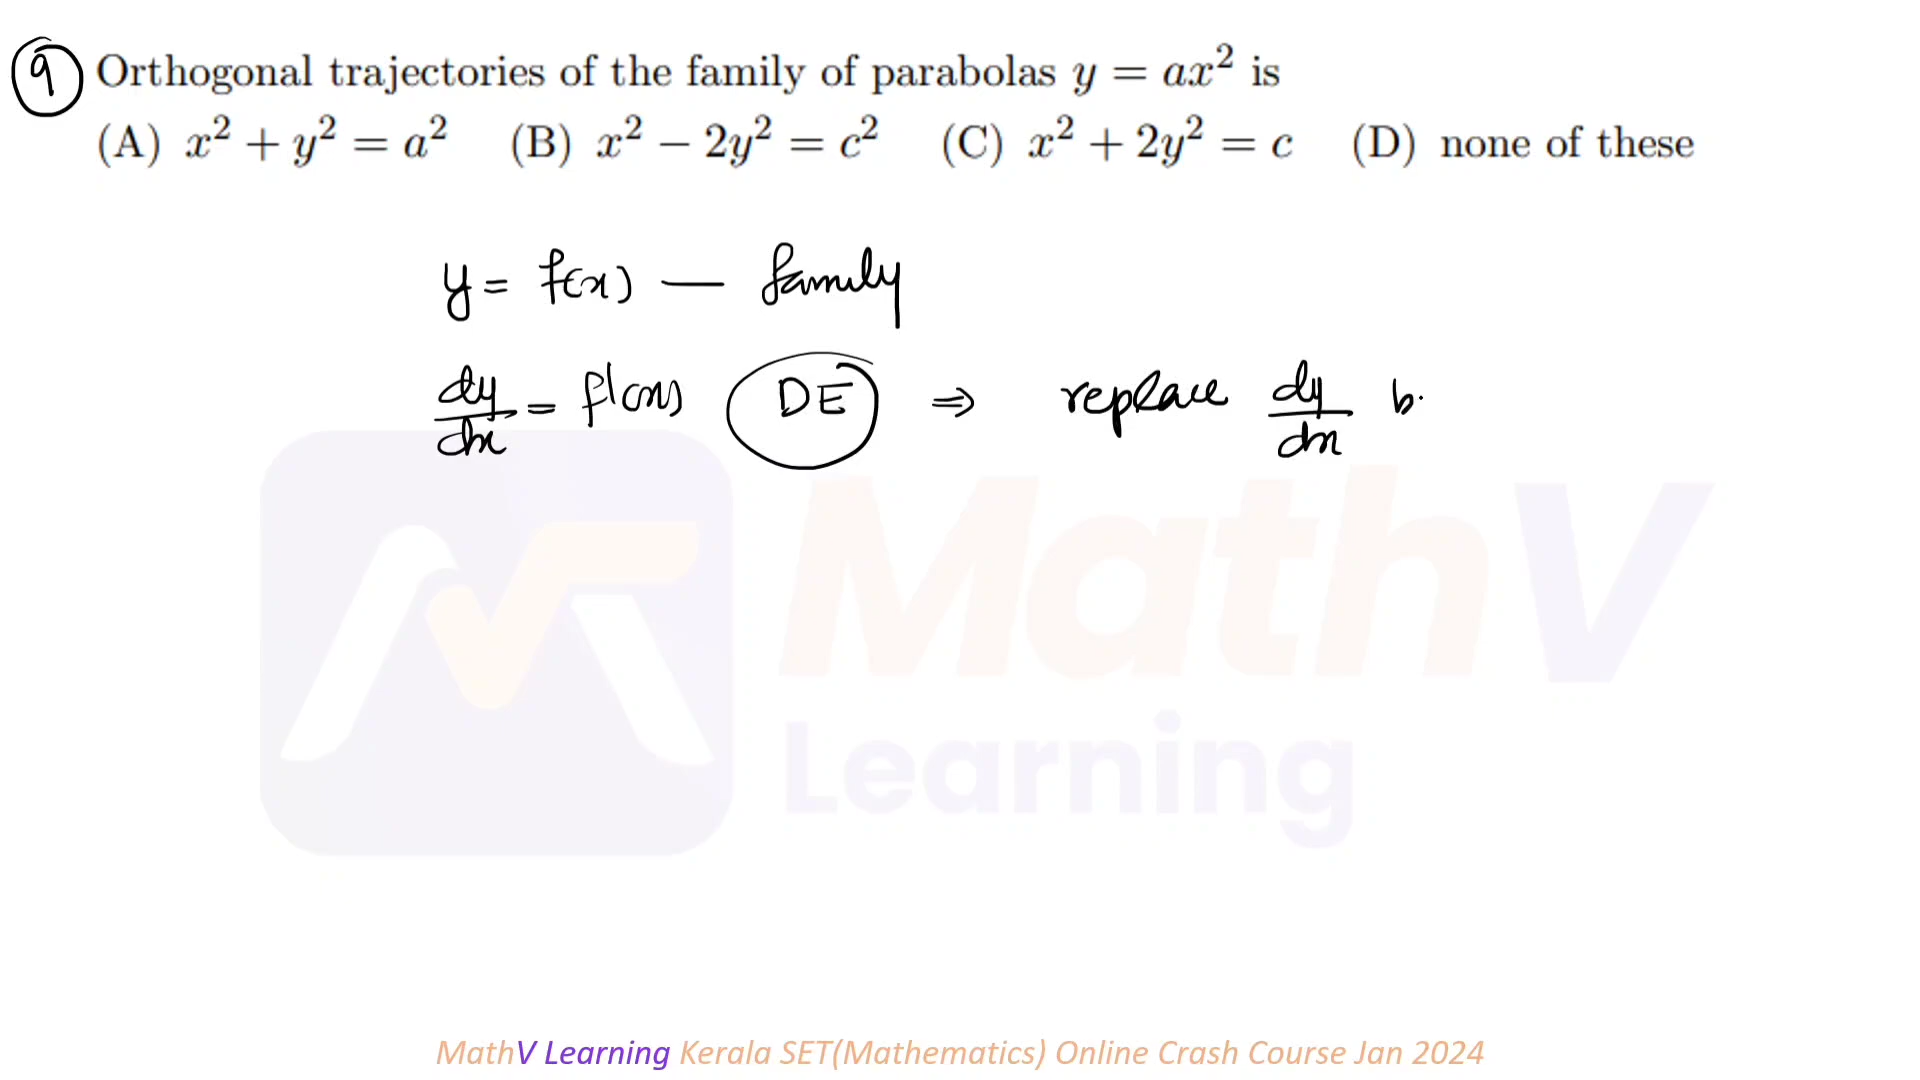 9 Orthogonal trajectories of the family of parabolas y = ax² is
(A) x² + y² = a² (B) x² − 2y² = c² (C) x² + 2y² = c (D) none of these
y = f(x) — family
dy/dx = f'(x) DE ⇒ replace dy/dx b
MathV
Learning
MathV Learning Kerala SET(Mathematics) Online Crash Course Jan 2024